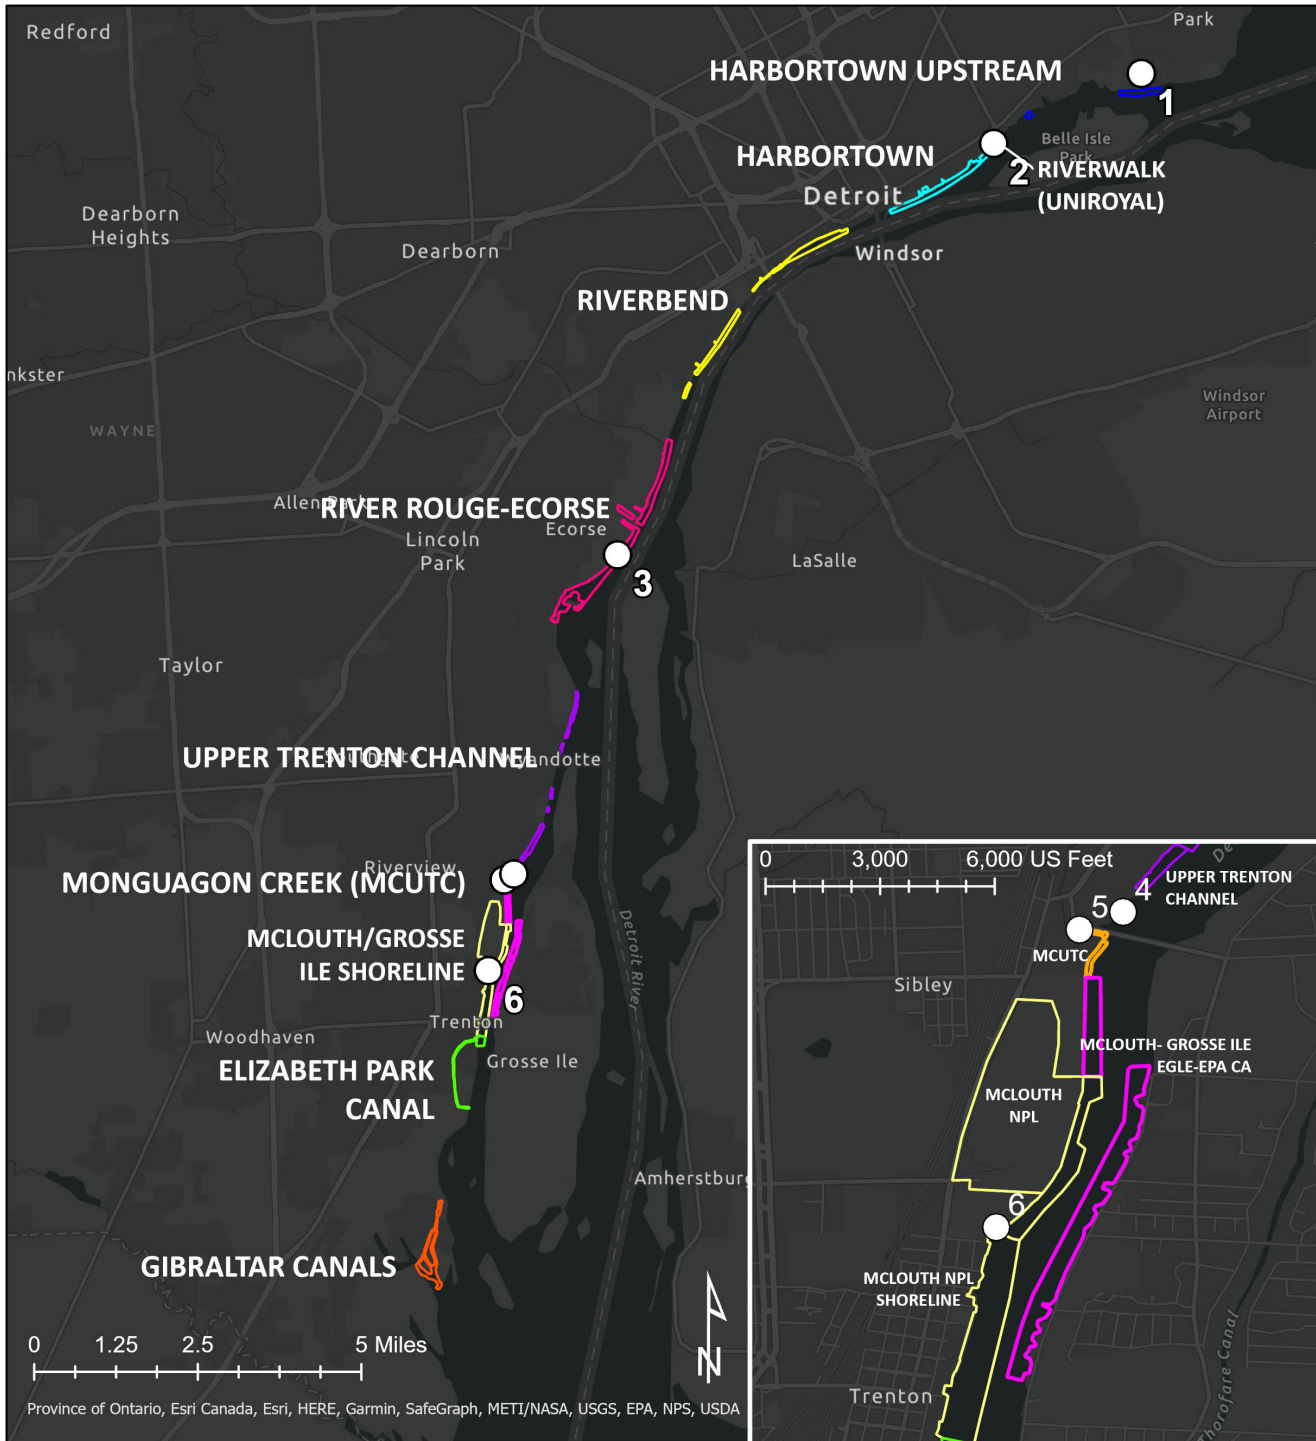 Redford
Park
HARBORTOWN UPSTREAM
1
Belle Isle
Park
HARBORTOWN
2
RIVERWALK
(UNIROYAL)
Detroit
Dearborn
Heights
Dearborn
Windsor
RIVERBEND
nkster
WAYNE
Windsor
Airport
Allen Park
RIVER ROUGE-ECORSE
Ecorse
Lincoln
Park
LaSalle
3
Taylor
UPPER TRENTON CHANNEL
Southgate
Wyandotte
Riverview
MONGUAGON CREEK (MCUTC)
MCLOUTH/GROSSE
ILE SHORELINE
6
Detroit River
Trenton
Woodhaven
Grosse Ile
ELIZABETH PARK
CANAL
Amherstburg
GIBRALTAR CANALS
N
0 1.25 2.5 5 Miles
Province of Ontario, Esri Canada, Esri, HERE, Garmin, SafeGraph, METI/NASA, USGS, EPA, NPS, USDA
0 3,000 6,000 US Feet
De
4
UPPER TRENTON
CHANNEL
5
MCUTC
Sibley
MCLOUTH- GROSSE ILE
EGLE-EPA CA
MCLOUTH
NPL
6
MCLOUTH NPL
SHORELINE
Trenton
Thorofare Canal